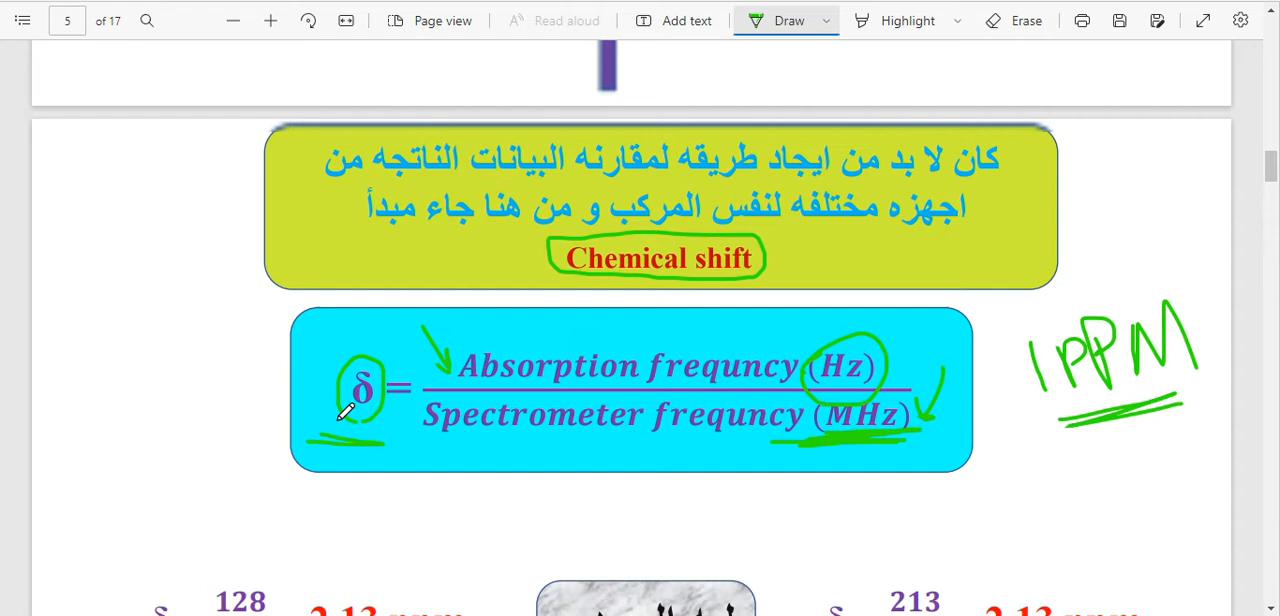 5 of 17 Page view Read aloud Add text Draw Highlight Erase
كان لا بد من ايجاد طريقه لمقارنه البيانات الناتجه من
اجهزه مختلفه لنفس المركب و من هنا جاء مبدأ
Chemical shift
δ = Absorption frequncy (Hz)
Spectrometer frequncy (MHz)
1 PPM
128
213